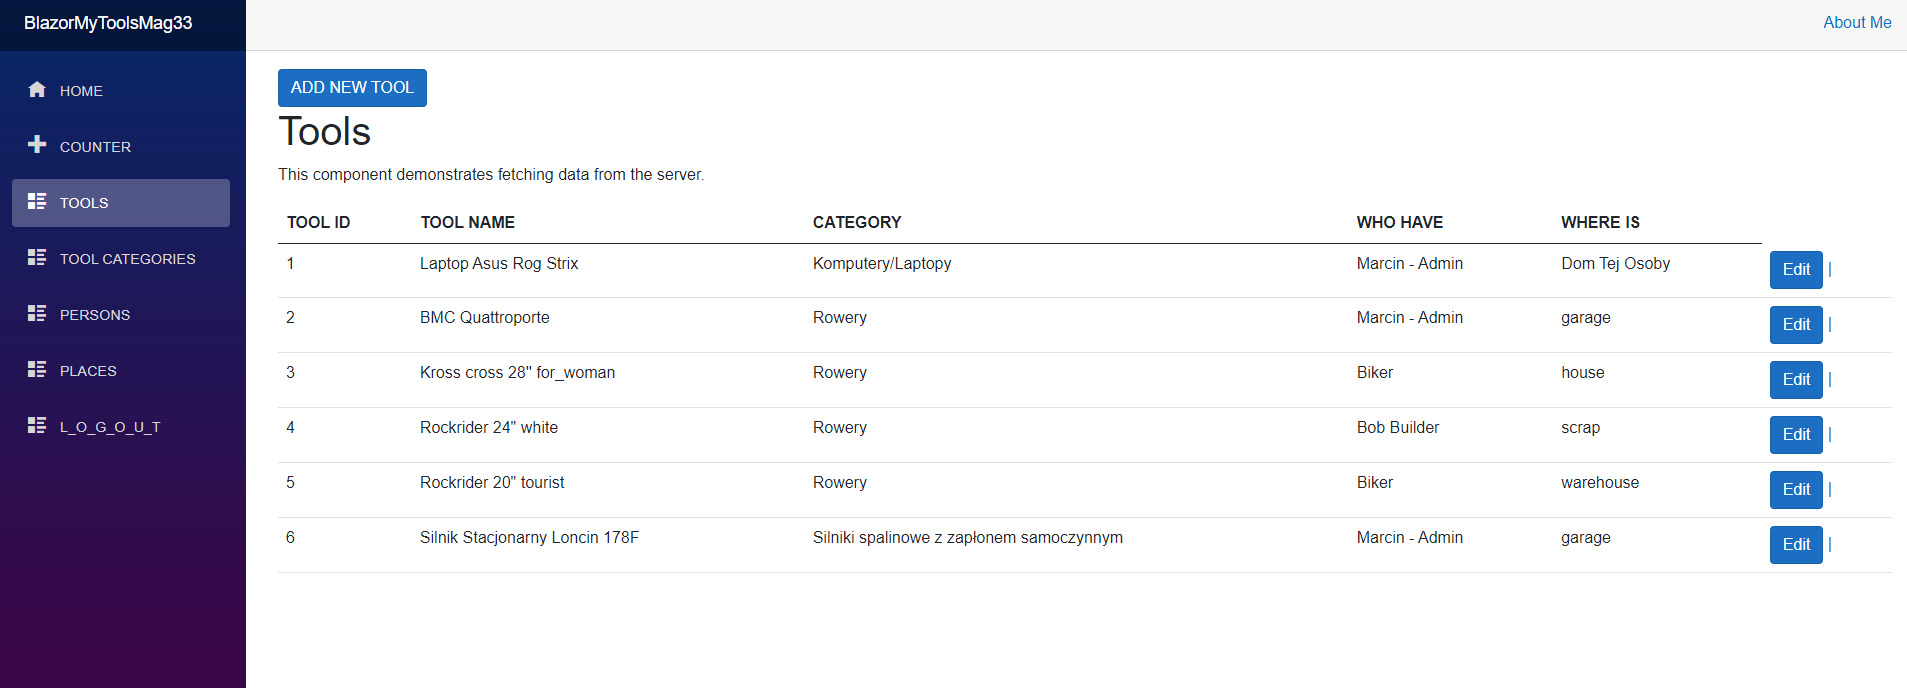 BlazorMyToolsMag33
About Me
HOME
COUNTER
TOOLS
TOOL CATEGORIES
PERSONS
PLACES
L_O_G_O_U_T
ADD NEW TOOL
Tools
This component demonstrates fetching data from the server.
TOOL ID TOOL NAME CATEGORY WHO HAVE WHERE IS
1 Laptop Asus Rog Strix Komputery/Laptopy Marcin - Admin Dom Tej Osoby Edit |
2 BMC Quattroporte Rowery Marcin - Admin garage Edit |
3 Kross cross 28" for_woman Rowery Biker house Edit |
4 Rockrider 24" white Rowery Bob Builder scrap Edit |
5 Rockrider 20" tourist Rowery Biker warehouse Edit |
6 Silnik Stacjonarny Loncin 178F Silniki spalinowe z zapłonem samoczynnym Marcin - Admin garage Edit |